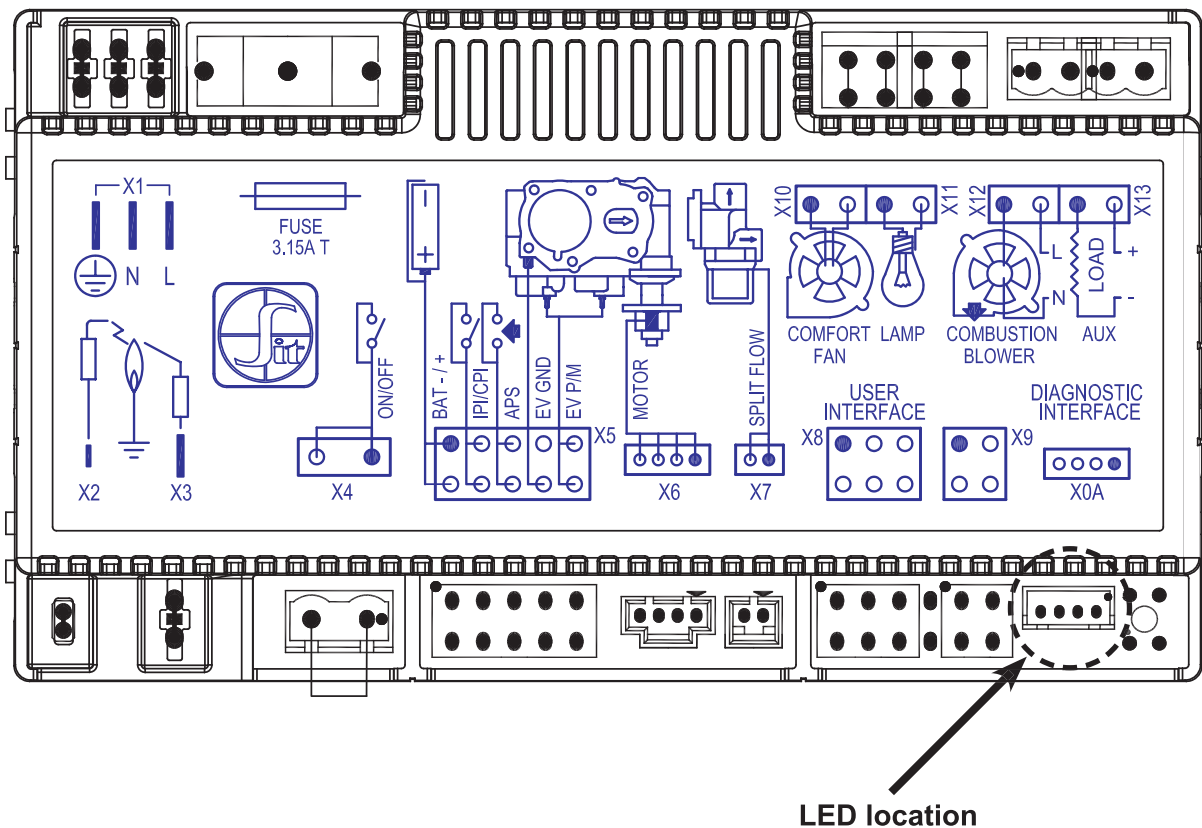 X1
N
L
FUSE
3.15A T
-
+
X10
X11
X12
X13
L
N
LOAD
+
-
COMFORT
FAN
LAMP
COMBUSTION
BLOWER
AUX
Sit
ON/OFF
BAT - / +
IPI/CPI
APS
EV GND
EV P/M
MOTOR
SPLIT FLOW
USER
INTERFACE
DIAGNOSTIC
INTERFACE
X2
X3
X4
X5
X6
X7
X8
X9
X0A
LED location